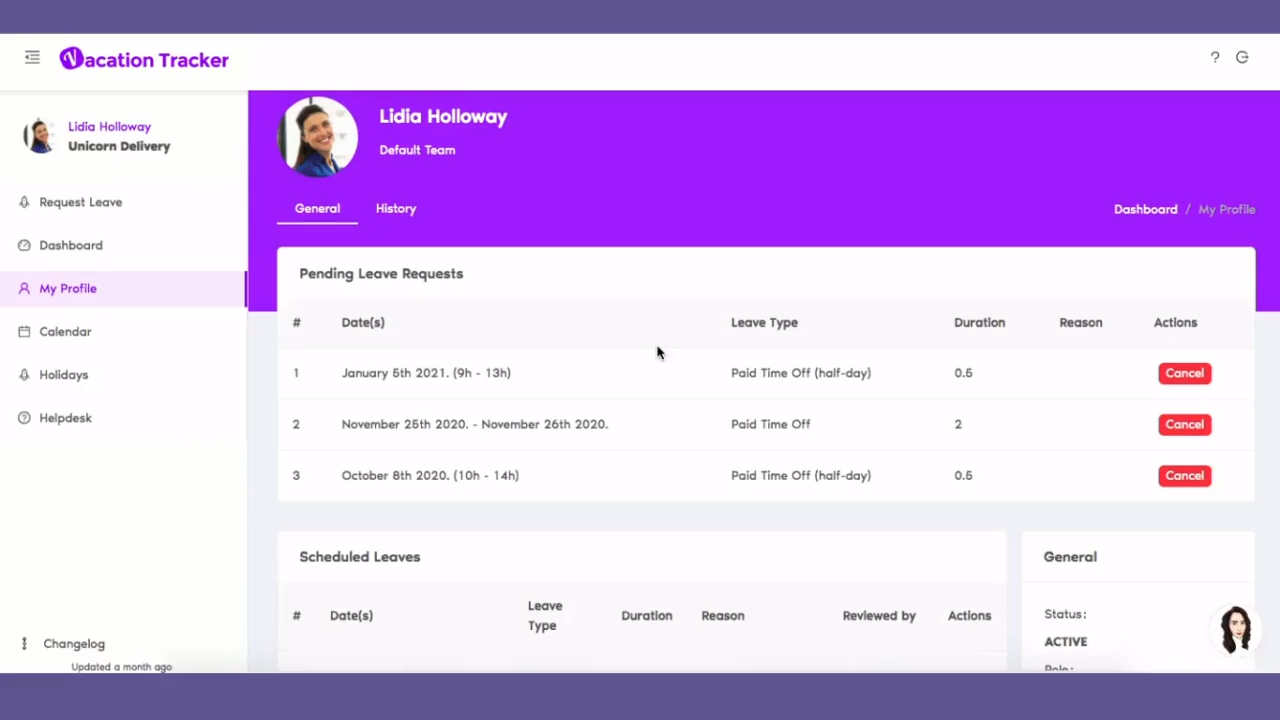 Vacation Tracker
?
Lidia Holloway
Unicorn Delivery
Request Leave
Dashboard
My Profile
Calendar
Holidays
Helpdesk
Changelog
Updated a month ago
Lidia Holloway
Default Team
General History
Dashboard / My Profile
Pending Leave Requests
# Date(s) Leave Type Duration Reason Actions
1 January 5th 2021. (9h - 13h) Paid Time Off (half-day) 0.5 Cancel
2 November 25th 2020. - November 26th 2020. Paid Time Off 2 Cancel
3 October 8th 2020. (10h - 14h) Paid Time Off (half-day) 0.5 Cancel
Scheduled Leaves
# Date(s) Leave Type Duration Reason Reviewed by Actions
General
Status:
ACTIVE
Role: